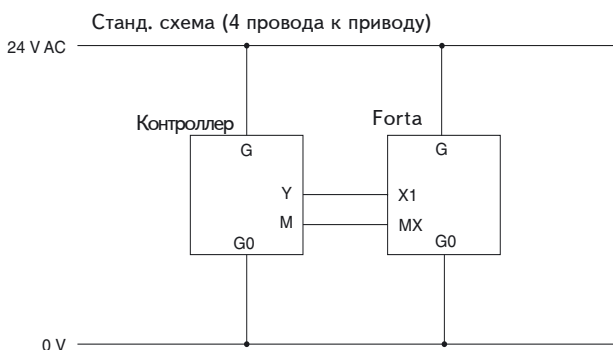 Станд. схема (4 провода к приводу)
24 V AC
Контроллер
Forta
G
G
Y
X1
M
MX
G0
G0
0 V